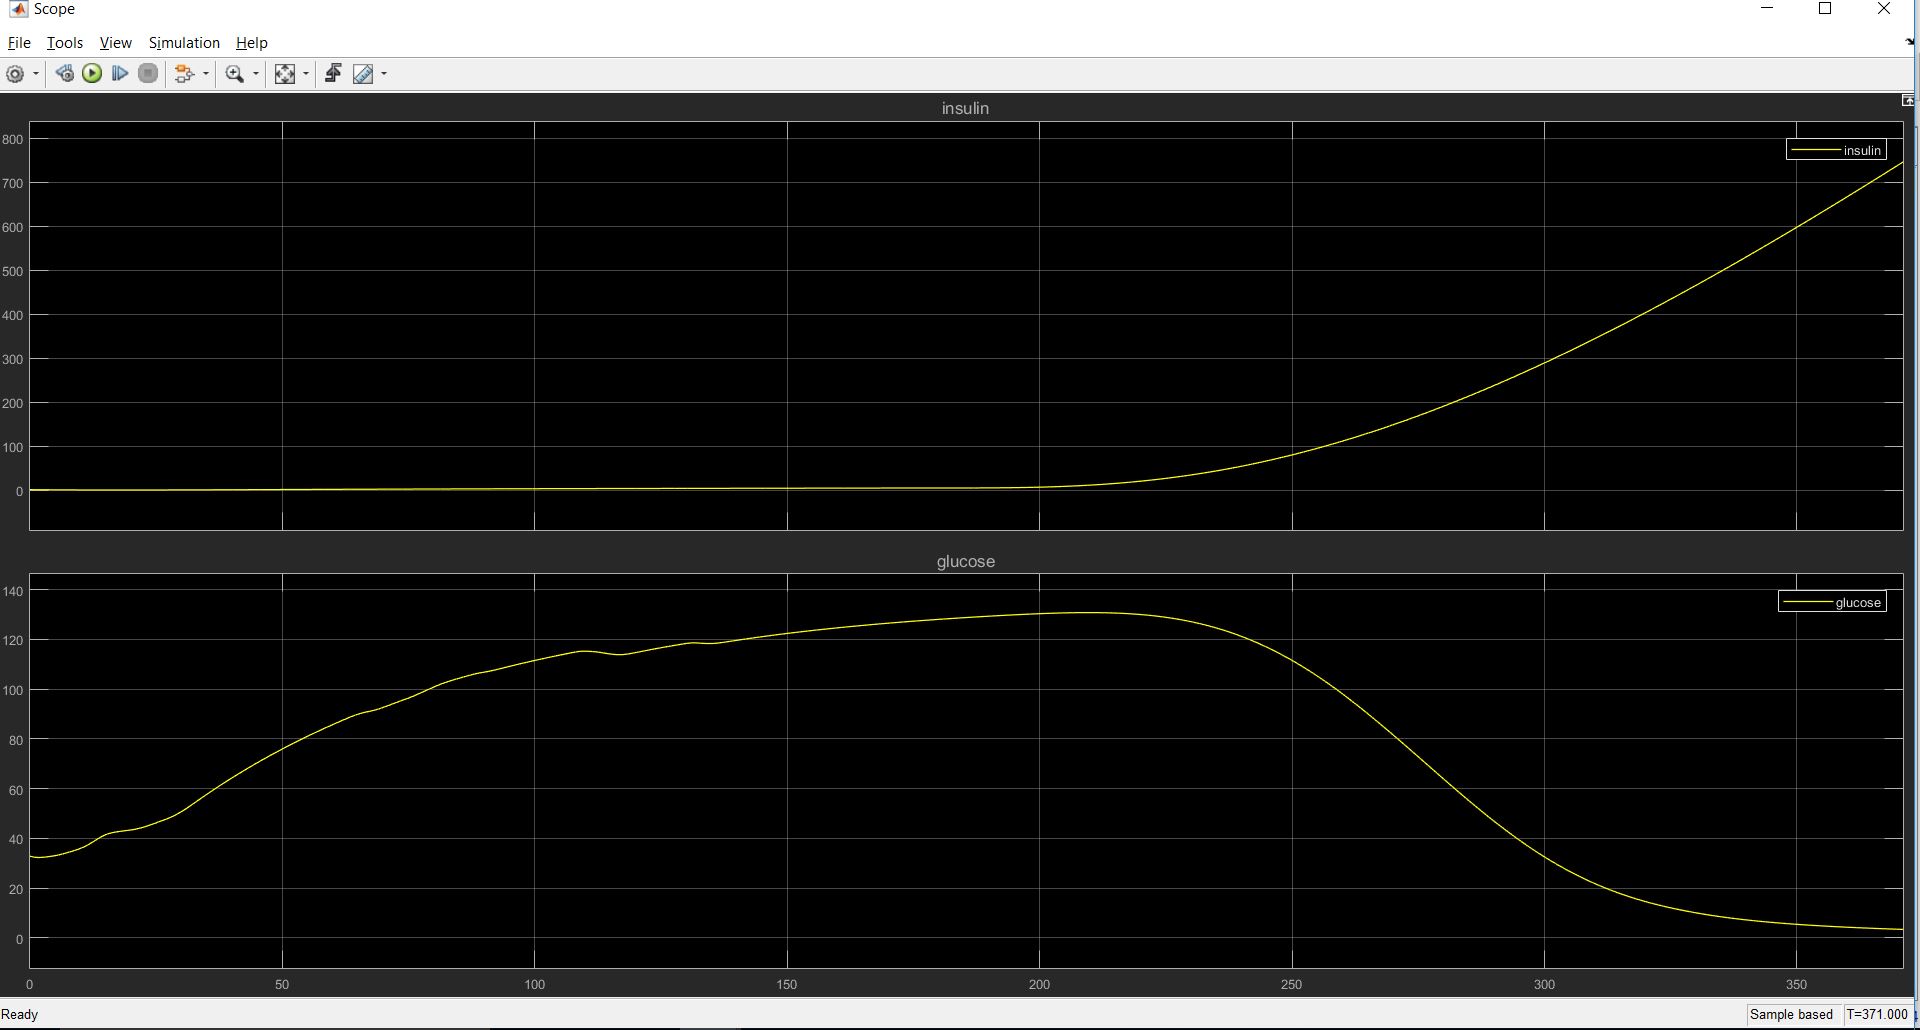 Scope
File Tools View Simulation Help
insulin
800
700
600
500
400
300
200
100
0
insulin
glucose
140
120
100
80
60
40
20
0
glucose
0 50 100 150 200 250 300 350
Ready Sample based T=371.000